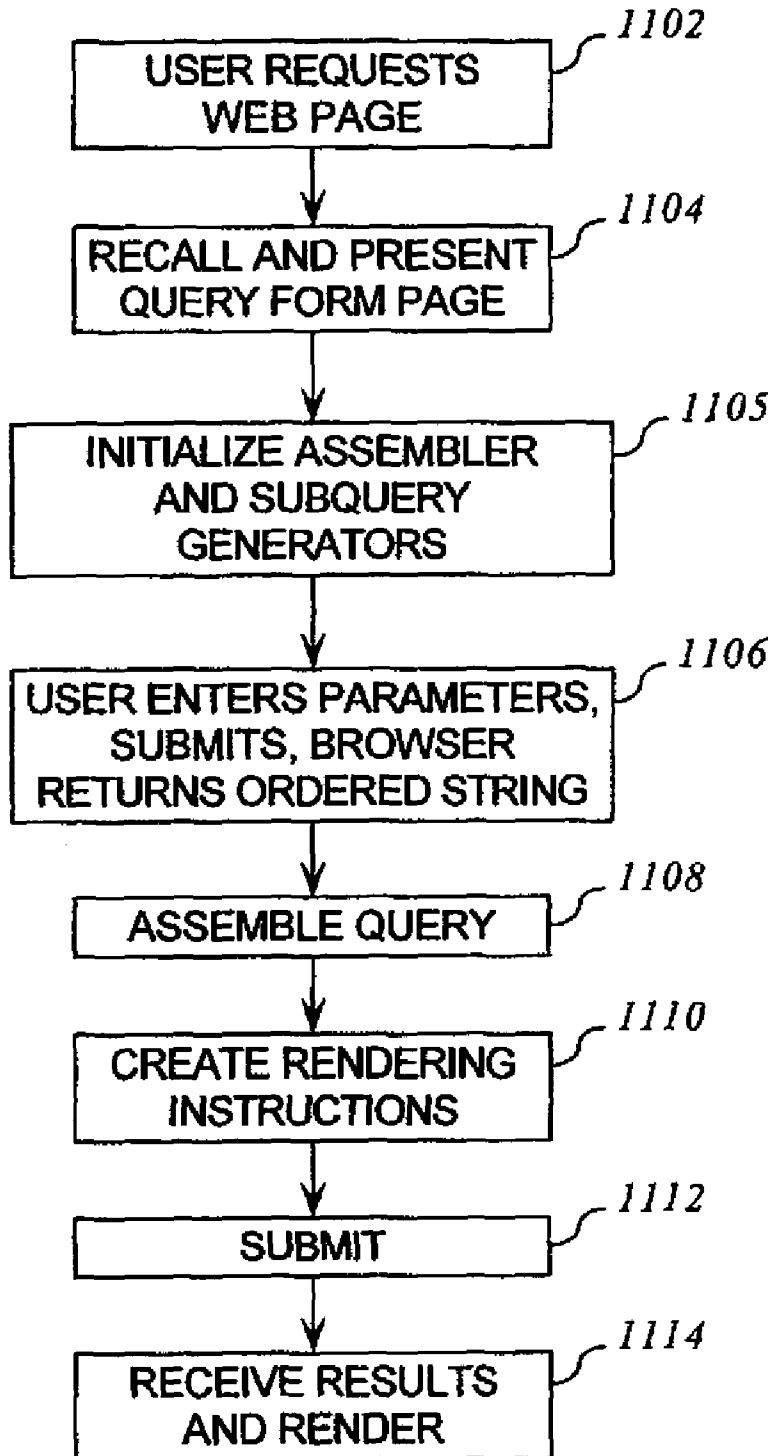 1102
USER REQUESTS
WEB PAGE
1104
RECALL AND PRESENT
QUERY FORM PAGE
1105
INITIALIZE ASSEMBLER
AND SUBQUERY
GENERATORS
1106
USER ENTERS PARAMETERS,
SUBMITS, BROWSER
RETURNS ORDERED STRING
1108
ASSEMBLE QUERY
1110
CREATE RENDERING
INSTRUCTIONS
1112
SUBMIT
1114
RECEIVE RESULTS
AND RENDER